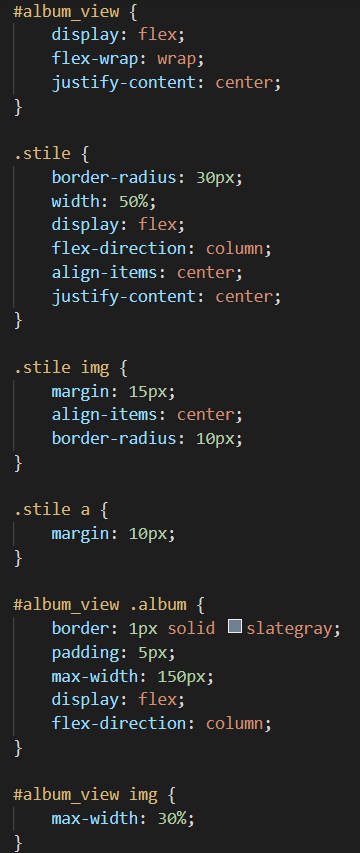 #album_view {
    display: flex;
    flex-wrap: wrap;
    justify-content: center;
}

.stile {
    border-radius: 30px;
    width: 50%;
    display: flex;
    flex-direction: column;
    align-items: center;
    justify-content: center;
}

.stile img {
    margin: 15px;
    align-items: center;
    border-radius: 10px;
}

.stile a {
    margin: 10px;
}

#album_view .album {
    border: 1px solid slategray;
    padding: 5px;
    max-width: 150px;
    display: flex;
    flex-direction: column;
}

#album_view img {
    max-width: 30%;
}